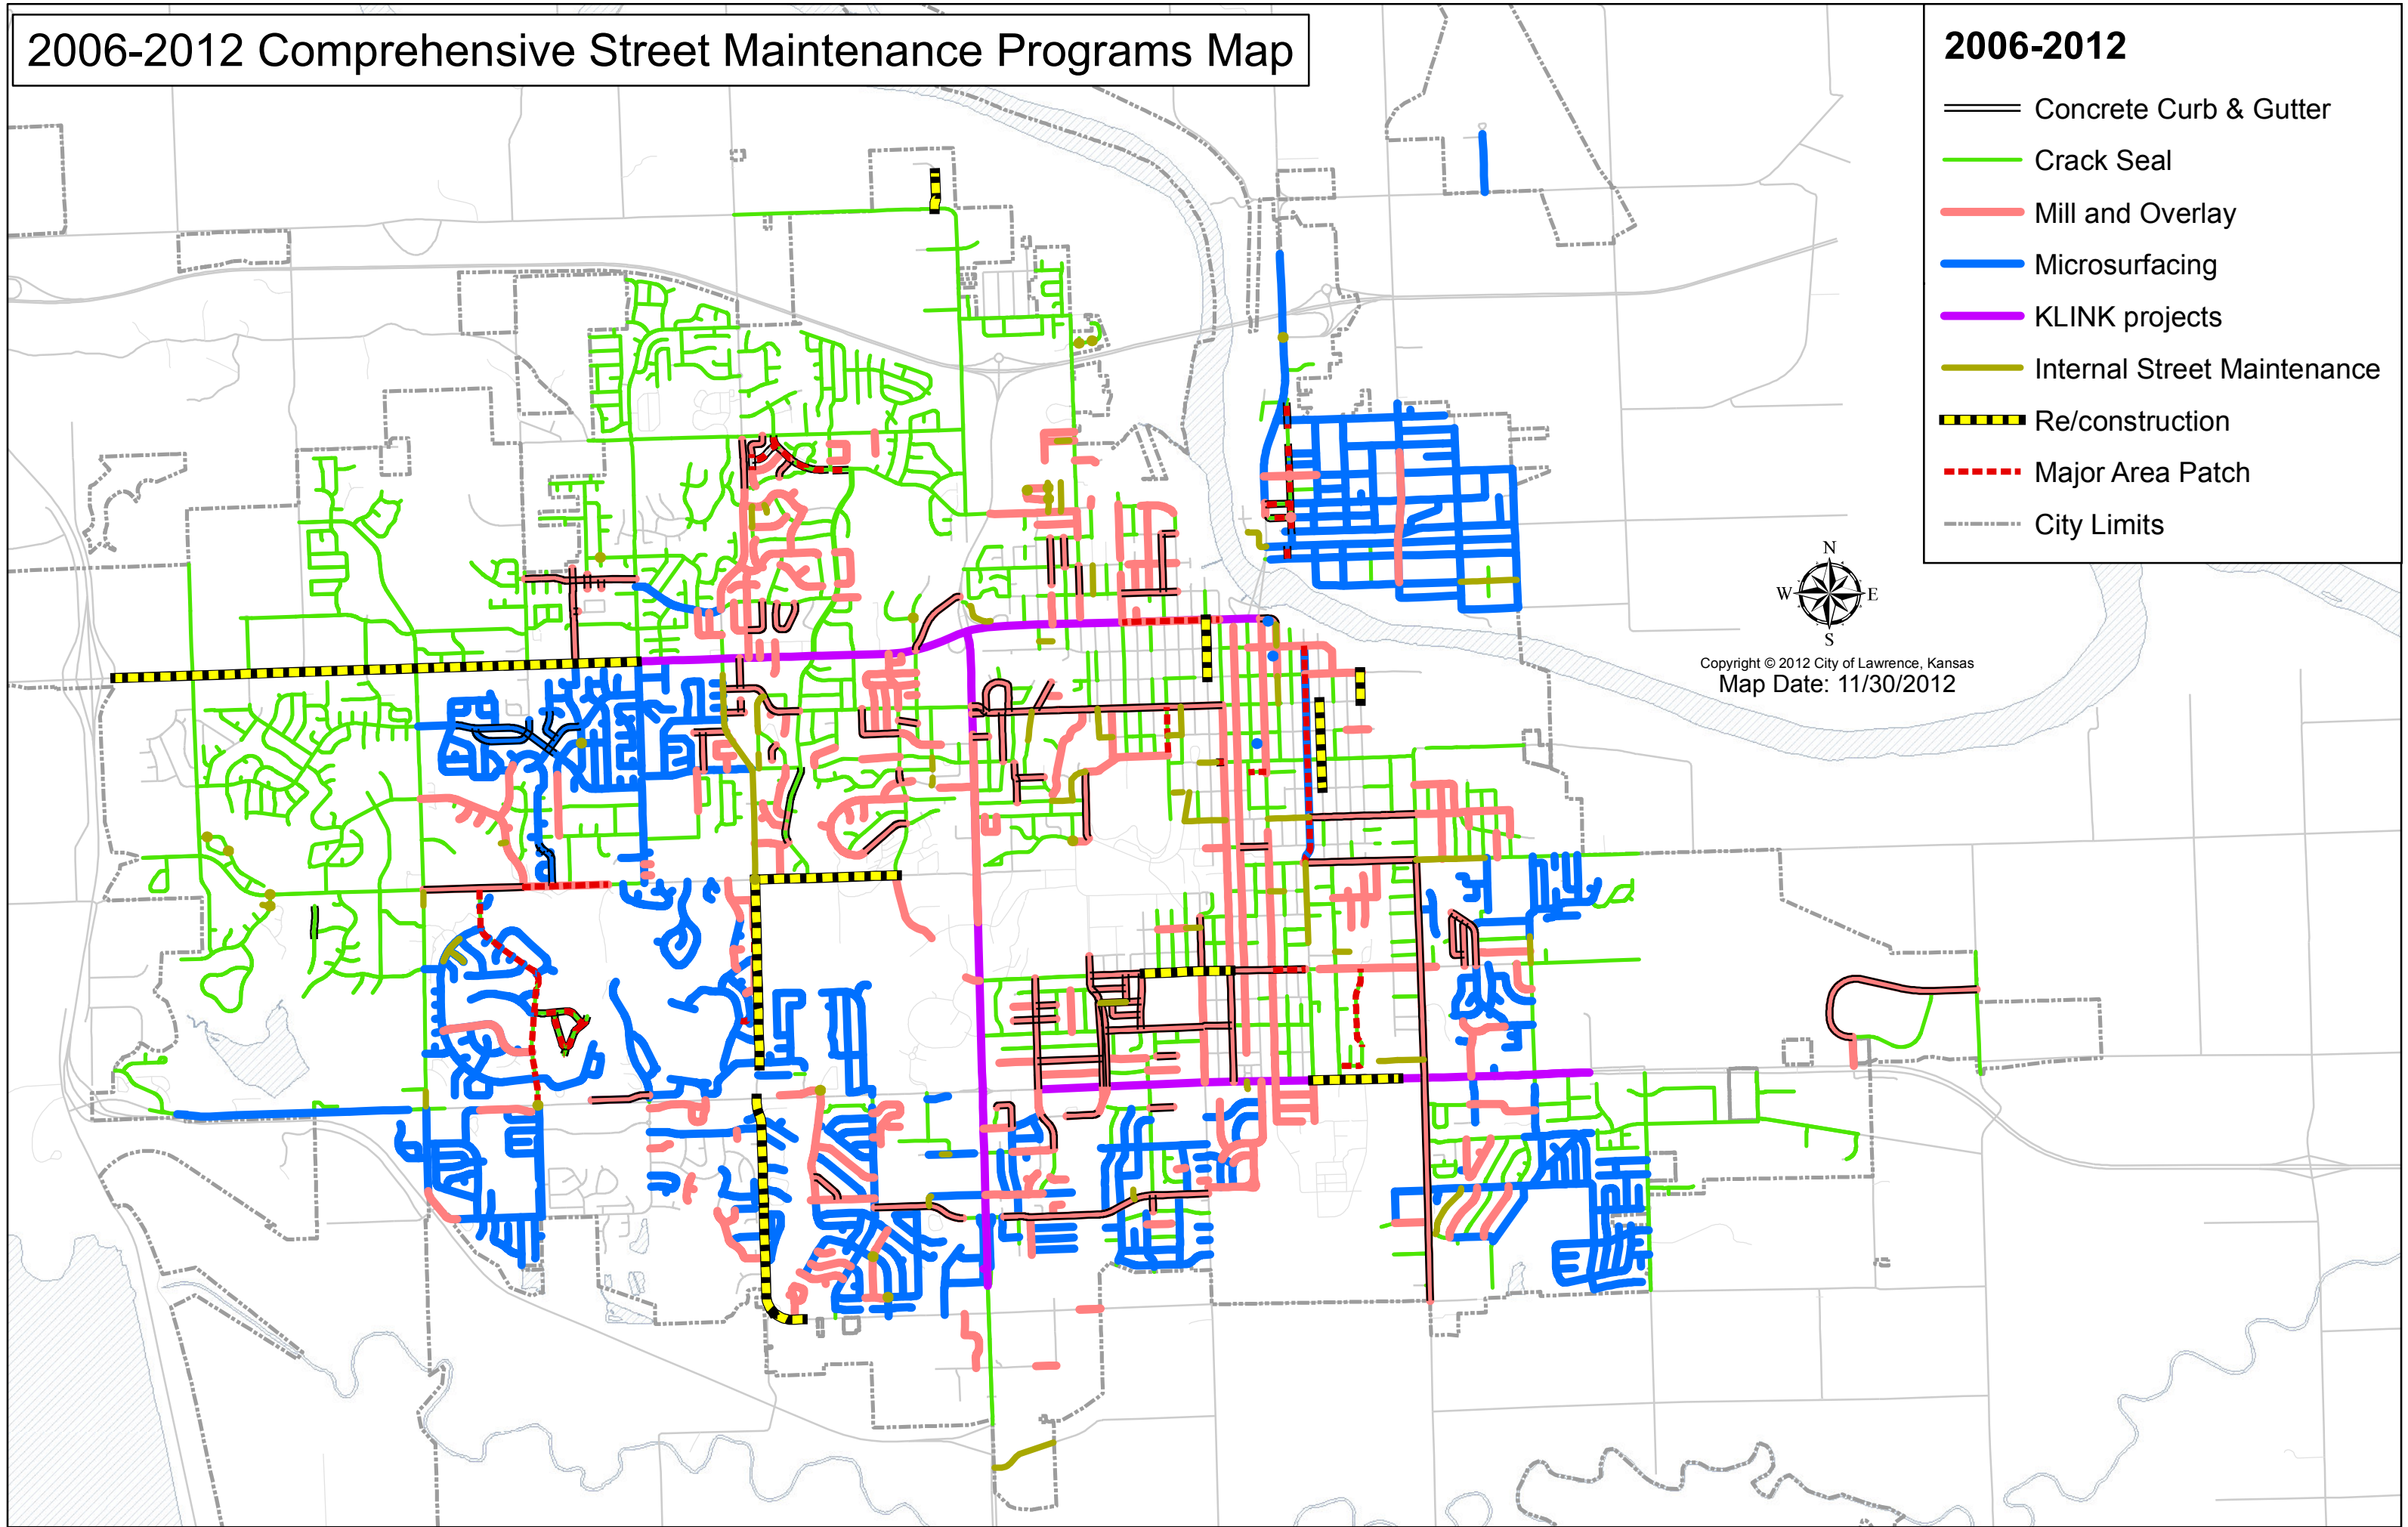 2006-2012 Comprehensive Street Maintenance Programs Map
2006-2012
Concrete Curb & Gutter
Crack Seal
Mill and Overlay
Microsurfacing
KLINK projects
Internal Street Maintenance
Re/construction
Major Area Patch
City Limits
N
W E
S
Copyright © 2012 City of Lawrence, Kansas
Map Date: 11/30/2012